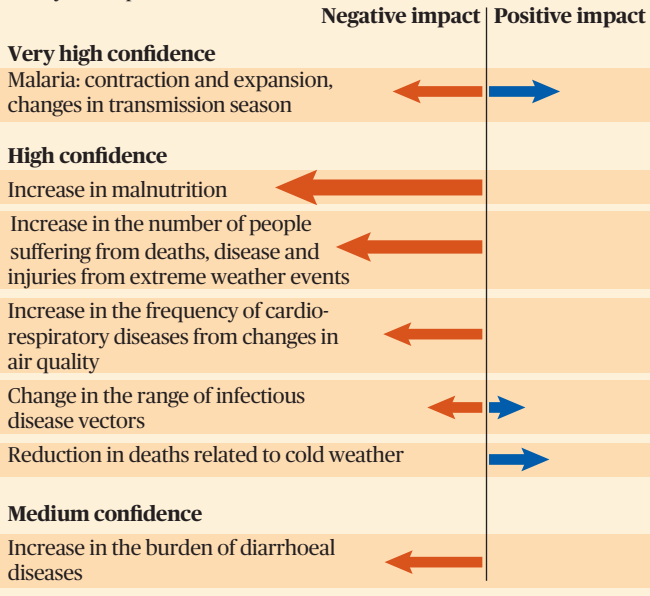 Negative impact Positive impact
Very high confidence
Malaria: contraction and expansion,
changes in transmission season
High confidence
Increase in malnutrition
Increase in the number of people
suffering from deaths, disease and
injuries from extreme weather events
Increase in the frequency of cardio-
respiratory diseases from changes in
air quality
Change in the range of infectious
disease vectors
Reduction in deaths related to cold weather
Medium confidence
Increase in the burden of diarrhoeal
diseases